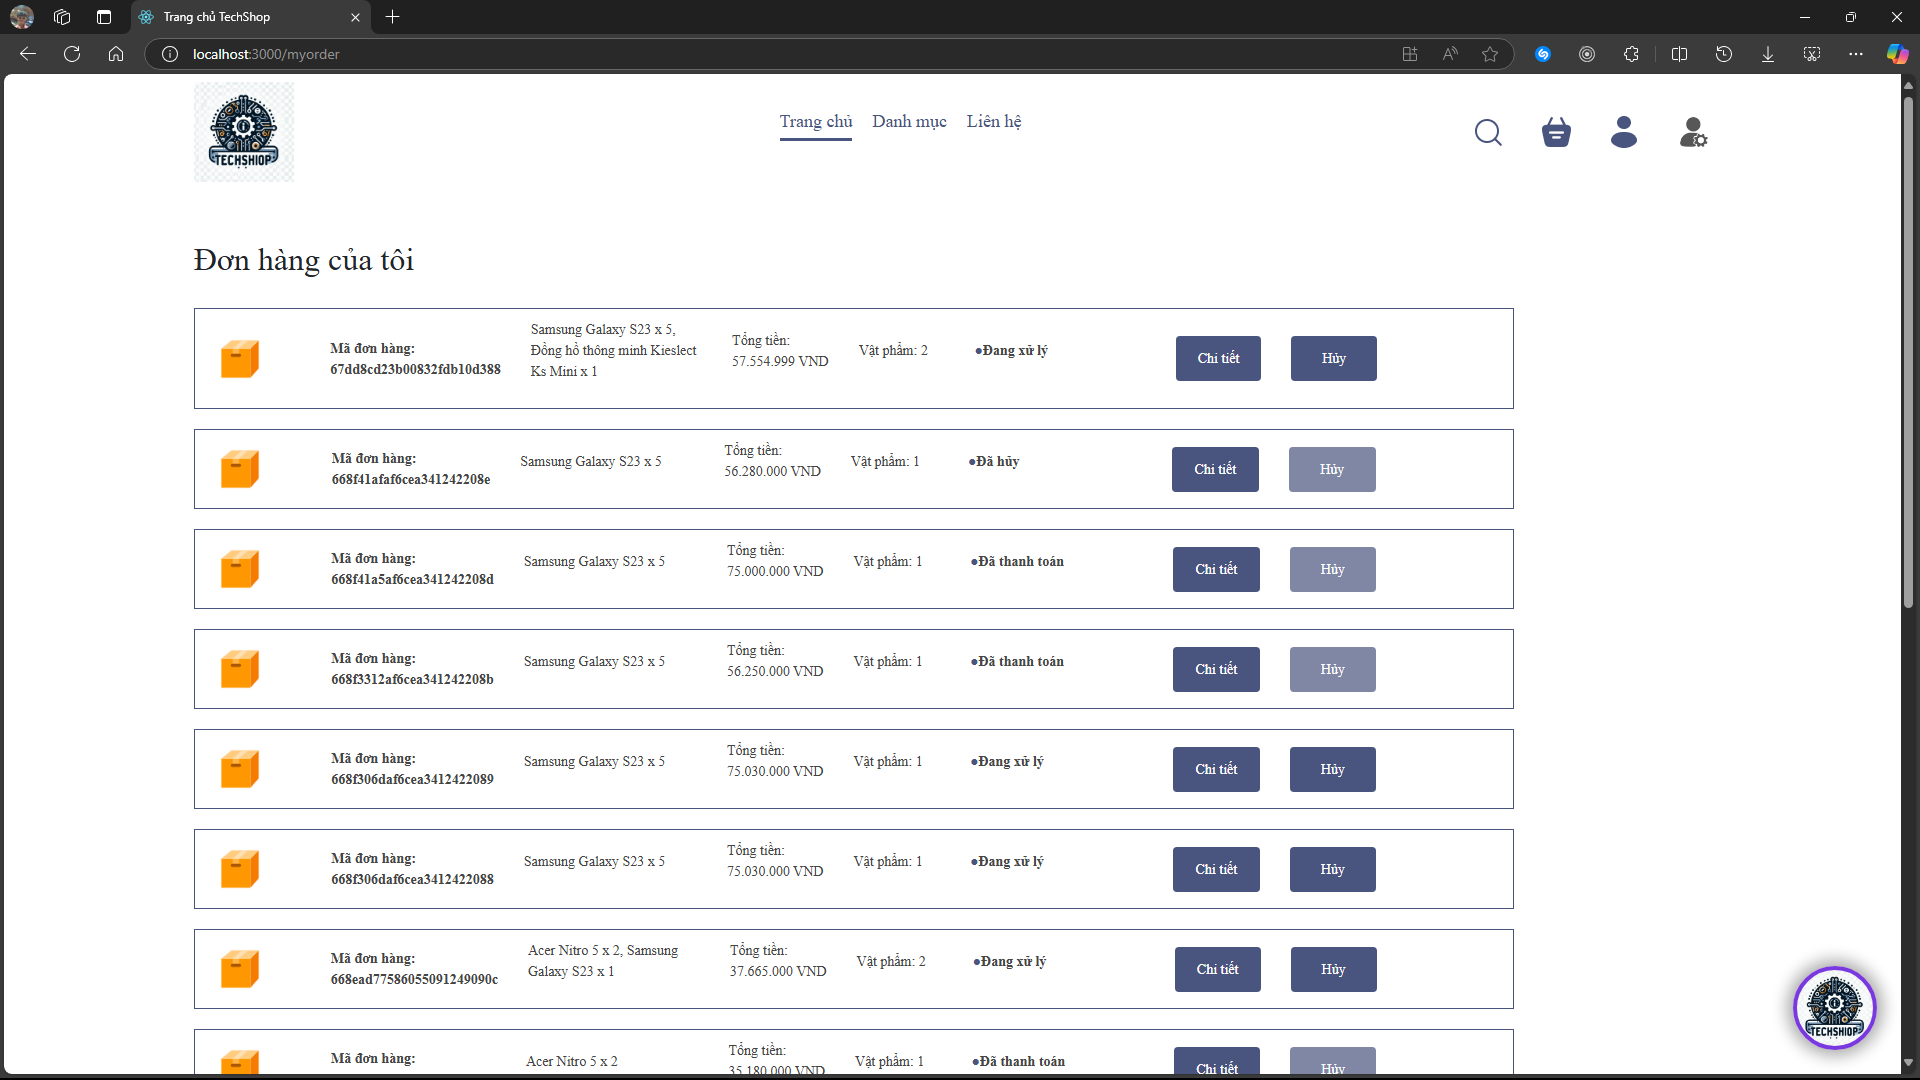 Trang chủ TechShop
localhost:3000/myorder
TECHSHIOP
Trang chủ Danh mục Liên hệ
Đơn hàng của tôi
Mã đơn hàng:
67dd8cd23b00832fdb10d388
Samsung Galaxy S23 x 5,
Đồng hồ thông minh Kieslect
Ks Mini x 1
Tổng tiền:
57.554.999 VND
Vật phẩm: 2
●Đang xử lý
Chi tiết
Hủy
Mã đơn hàng:
668f41afaf6cea341242208e
Samsung Galaxy S23 x 5
Tổng tiền:
56.280.000 VND
Vật phẩm: 1
●Đã hủy
Chi tiết
Hủy
Mã đơn hàng:
668f41a5af6cea341242208d
Samsung Galaxy S23 x 5
Tổng tiền:
75.000.000 VND
Vật phẩm: 1
●Đã thanh toán
Chi tiết
Hủy
Mã đơn hàng:
668f3312af6cea341242208b
Samsung Galaxy S23 x 5
Tổng tiền:
56.250.000 VND
Vật phẩm: 1
●Đã thanh toán
Chi tiết
Hủy
Mã đơn hàng:
668f306daf6cea3412422089
Samsung Galaxy S23 x 5
Tổng tiền:
75.030.000 VND
Vật phẩm: 1
●Đang xử lý
Chi tiết
Hủy
Mã đơn hàng:
668f306daf6cea3412422088
Samsung Galaxy S23 x 5
Tổng tiền:
75.030.000 VND
Vật phẩm: 1
●Đang xử lý
Chi tiết
Hủy
Mã đơn hàng:
668ead77586055091249090c
Acer Nitro 5 x 2, Samsung
Galaxy S23 x 1
Tổng tiền:
37.665.000 VND
Vật phẩm: 2
●Đang xử lý
Chi tiết
Hủy
Mã đơn hàng:
Acer Nitro 5 x 2
Tổng tiền:
35.180.000 VND
Vật phẩm: 1
●Đã thanh toán
Chi tiết
Hủy
TECHSHIOP